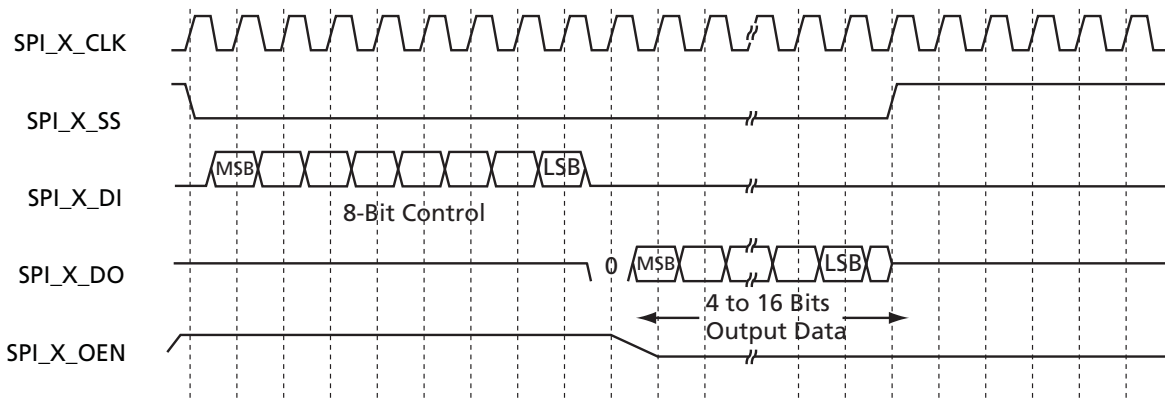 SPI_X_CLK
SPI_X_SS
MSB LSB
SPI_X_DI
8-Bit Control
0 MSB LSB
SPI_X_DO
4 to 16 Bits
Output Data
SPI_X_OEN